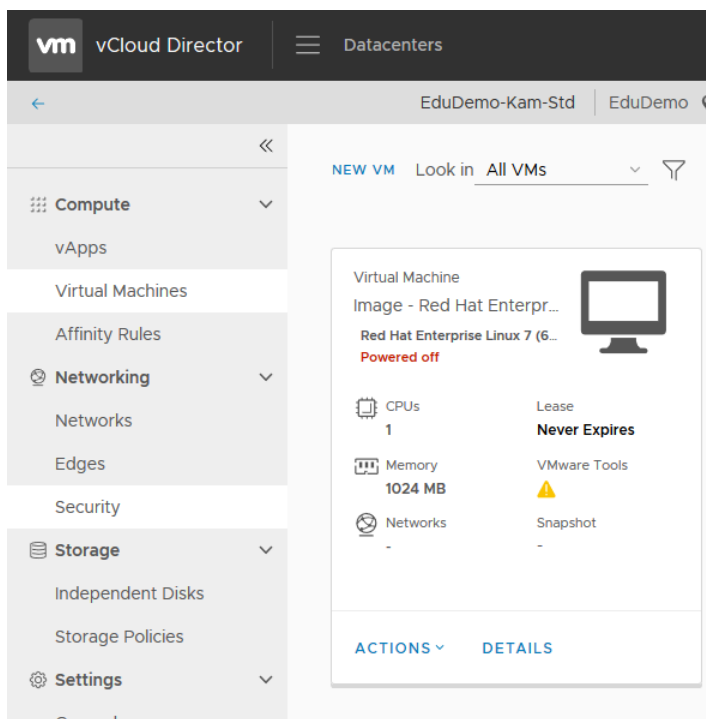 vm vCloud Director Datacenters
EduDemo-Kam-Std EduDemo
NEW VM Look in All VMs
Compute
vApps
Virtual Machines
Affinity Rules
Networking
Networks
Edges
Security
Storage
Independent Disks
Storage Policies
Settings
Virtual Machine
Image - Red Hat Enterpr...
Red Hat Enterprise Linux 7 (6...
Powered off
CPUs Lease
1 Never Expires
Memory VMware Tools
1024 MB
Networks Snapshot
- -
ACTIONS DETAILS